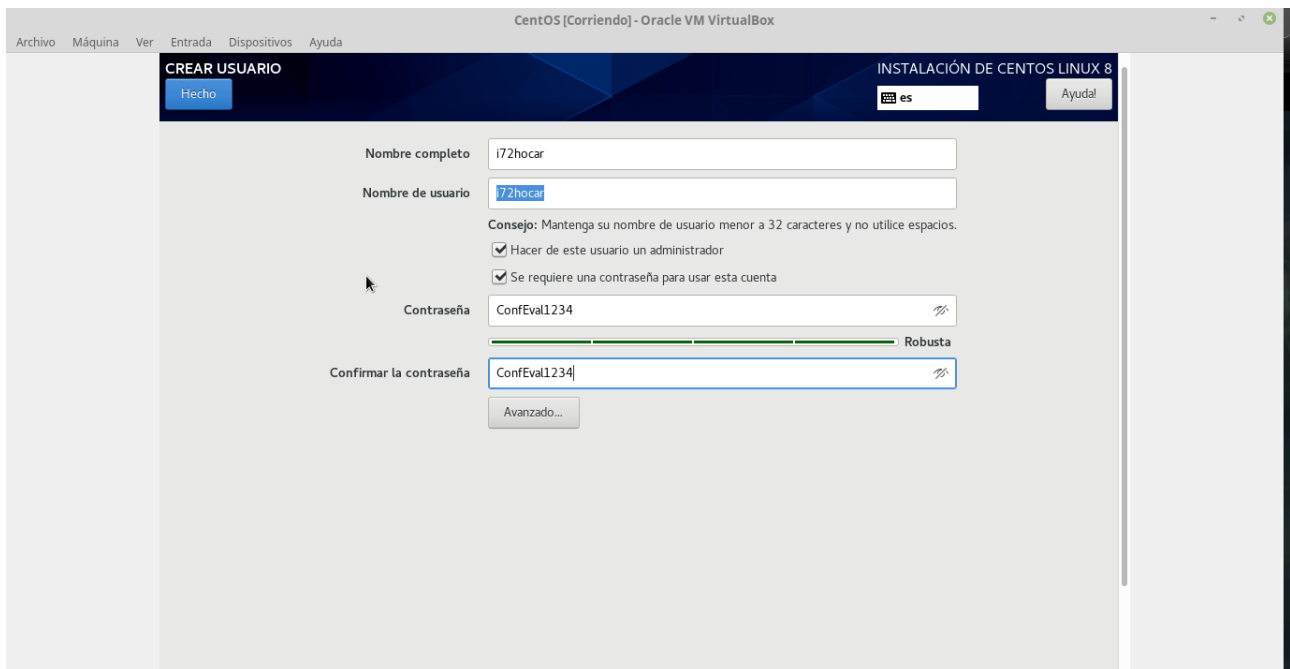 CentOS [Corriendo] - Oracle VM VirtualBox
Archivo Máquina Ver Entrada Dispositivos Ayuda
CREAR USUARIO
INSTALACIÓN DE CENTOS LINUX 8
Hecho
es
Ayuda!
Nombre completo
i72hocar
Nombre de usuario
i72hocar
Consejo: Mantenga su nombre de usuario menor a 32 caracteres y no utilice espacios.
Hacer de este usuario un administrador
Se requiere una contraseña para usar esta cuenta
Contraseña
ConfEval1234
Robusta
Confirmar la contraseña
ConfEval1234
Avanzado...